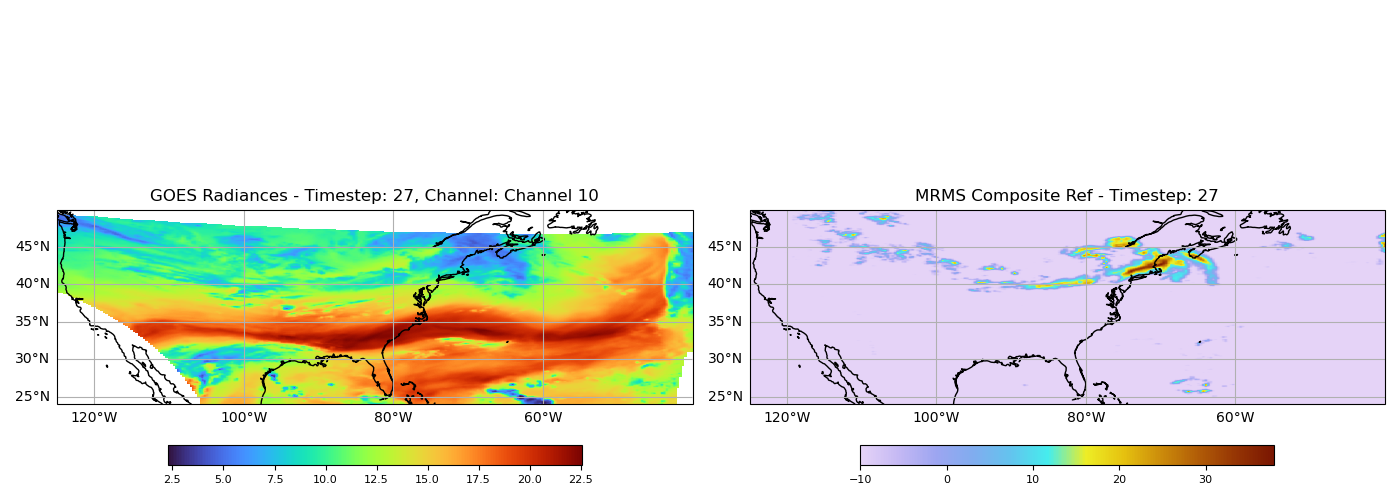 GOES Radiances - Timestep: 27, Channel: Channel 10
45°N
40°N
35°N
30°N
25°N
120°W 100°W 80°W 60°W
2.5 5.0 7.5 10.0 12.5 15.0 17.5 20.0 22.5
MRMS Composite Ref - Timestep: 27
45°N
40°N
35°N
30°N
25°N
120°W 100°W 80°W 60°W
−10 0 10 20 30